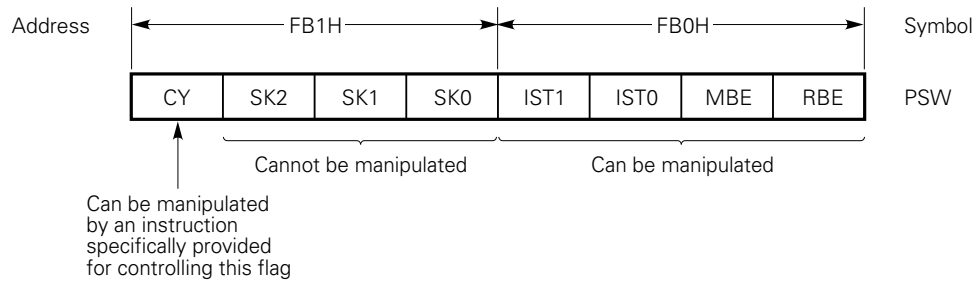 Address FB1H FB0H Symbol
CY SK2 SK1 SK0 IST1 IST0 MBE RBE PSW
Cannot be manipulated Can be manipulated
Can be manipulated
by an instruction
specifically provided
for controlling this flag